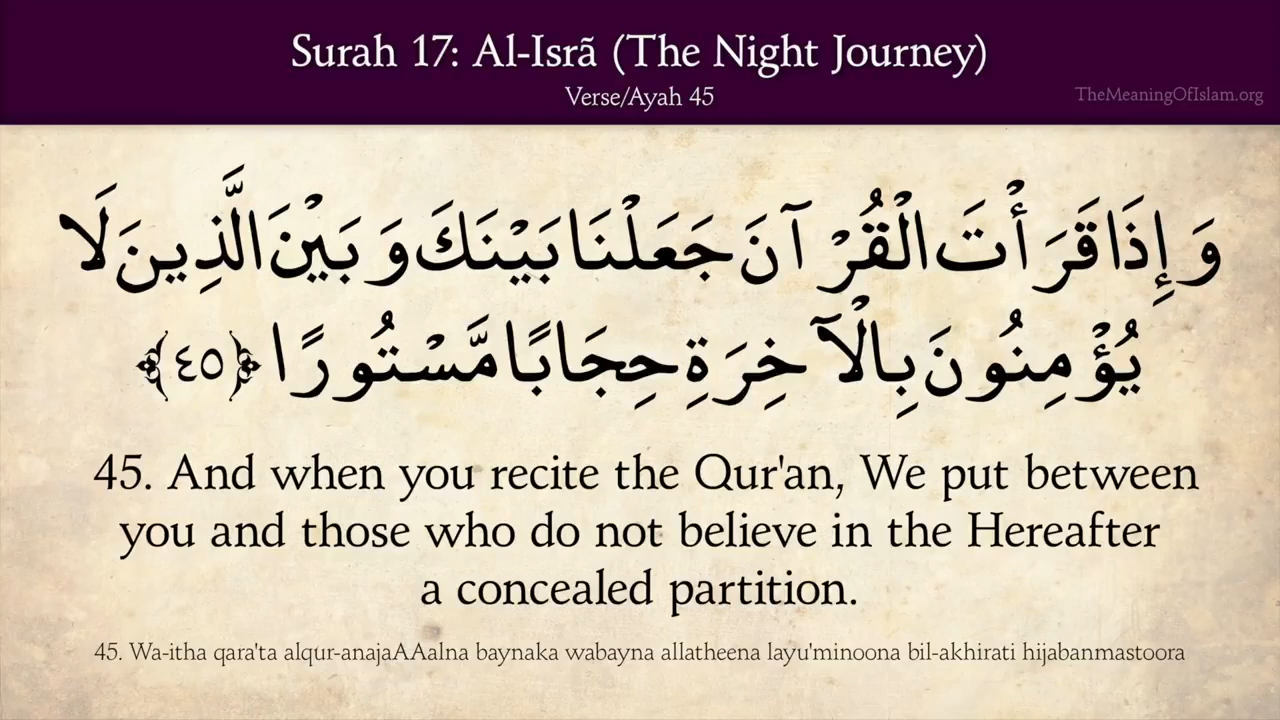 Surah 17: Al-Isrã (The Night Journey)
Verse/Ayah 45
TheMeaningOfIslam.org
وَإِذَا قَرَأْتَ الْقُرْآنَ جَعَلْنَا بَيْنَكَ وَبَيْنَ الَّذِينَ لَا
يُؤْمِنُونَ بِالْآخِرَةِ حِجَابًا مَّسْتُورًا ﴿٤٥﴾
45. And when you recite the Qur'an, We put between
you and those who do not believe in the Hereafter
a concealed partition.
45. Wa-itha qara'ta alqur-anajaAAalna baynaka wabayna allatheena layu'minoona bil-akhirati hijabanmastoora